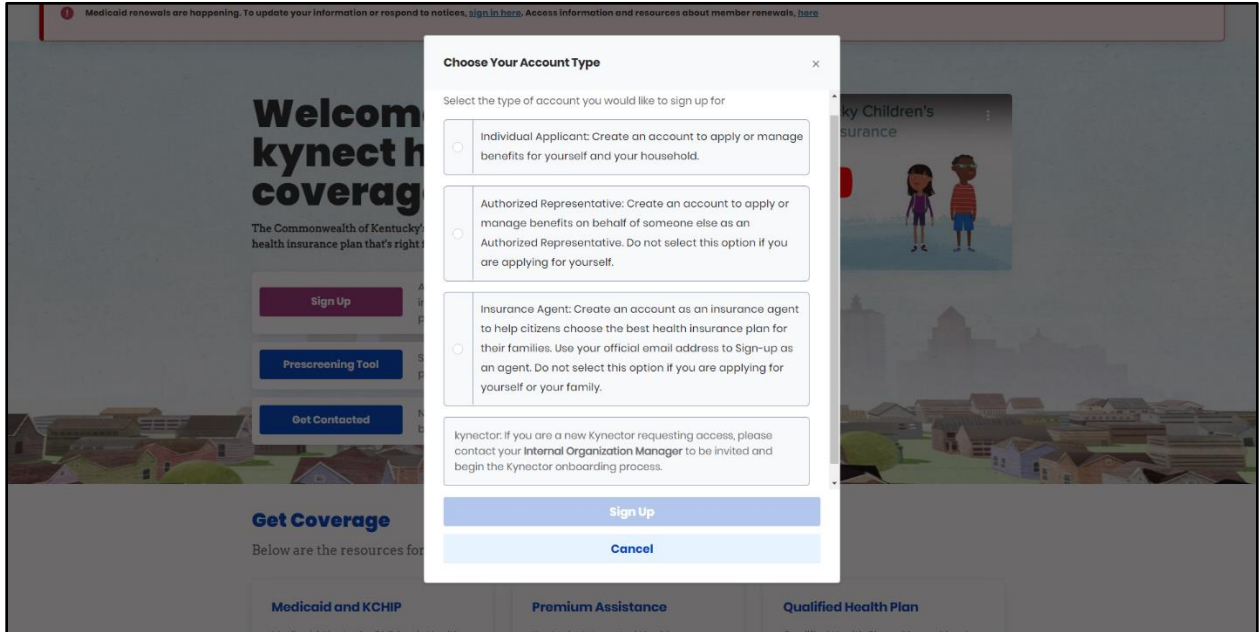 Medicaid renewals are happening. To update your information or respond to notices, sign in here. Access information and resources about member renewals, here
Choose Your Account Type
×
Select the type of account you would like to sign up for
Individual Applicant: Create an account to apply or manage
benefits for yourself and your household.
Authorized Representative: Create an account to apply or
manage benefits on behalf of someone else as an
Authorized Representative. Do not select this option if you
are applying for yourself.
Insurance Agent: Create an account as an insurance agent
to help citizens choose the best health insurance plan for
their families. Use your official email address to Sign-up as
an agent. Do not select this option if you are applying for
yourself or your family.
kynector: If you are a new Kynector requesting access, please
contact your Internal Organization Manager to be invited and
begin the Kynector onboarding process.
Sign Up
Cancel
Welcom
kynect h
coverag
The Commonwealth of Kentucky's
health insurance plan that's right
Sign Up
Prescreening Tool
Get Contacted
ky Children's
surance
Get Coverage
Below are the resources for
Medicaid and KCHIP
Premium Assistance
Qualified Health Plan